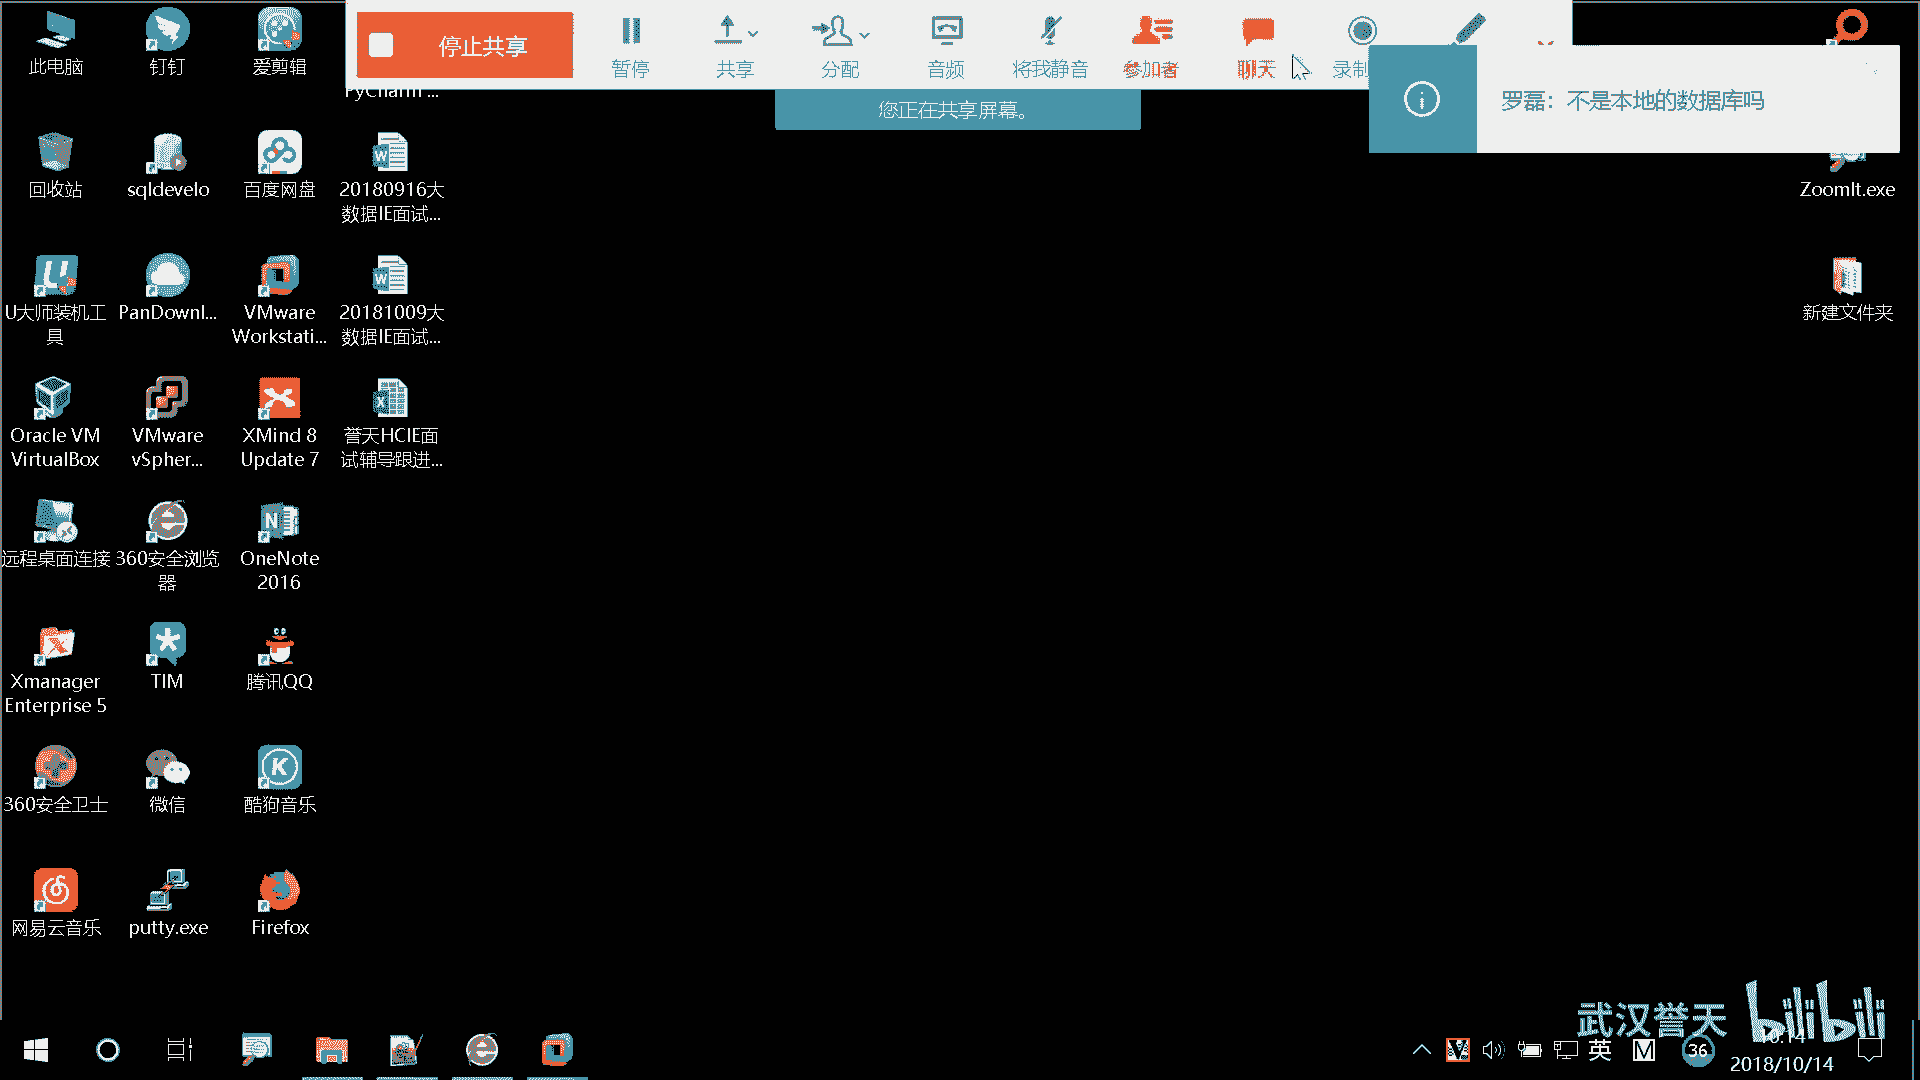 停止共享
暂停
共享
分配
音频
将我静音
参加者
聊天
录制
您正在共享屏幕。
罗磊：不是本地的数据库吗
此电脑
钉钉
爱剪辑
PyCharm ...
回收站
sqldevelo
百度网盘
20180916大
数据IE面试...
ZoomIt.exe
U大师装机工
具
PanDownl...
VMware
Workstati...
20181009大
数据IE面试...
新建文件夹
Oracle VM
VirtualBox
VMware
vSpher...
XMind 8
Update 7
誉天HCIE面
试辅导跟进...
远程桌面连接
360安全浏览
器
OneNote
2016
Xmanager
Enterprise 5
TIM
腾讯QQ
360安全卫士
微信
酷狗音乐
网易云音乐
putty.exe
Firefox
武汉誉天
bilibili
英
M
36
2018/10/14